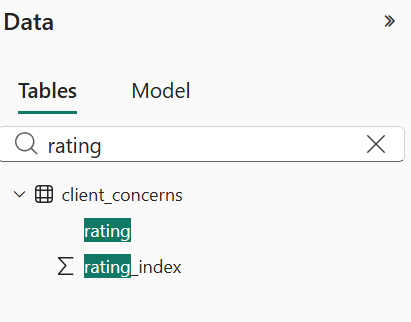 Data
Tables Model
rating
client_concerns
rating
rating_index